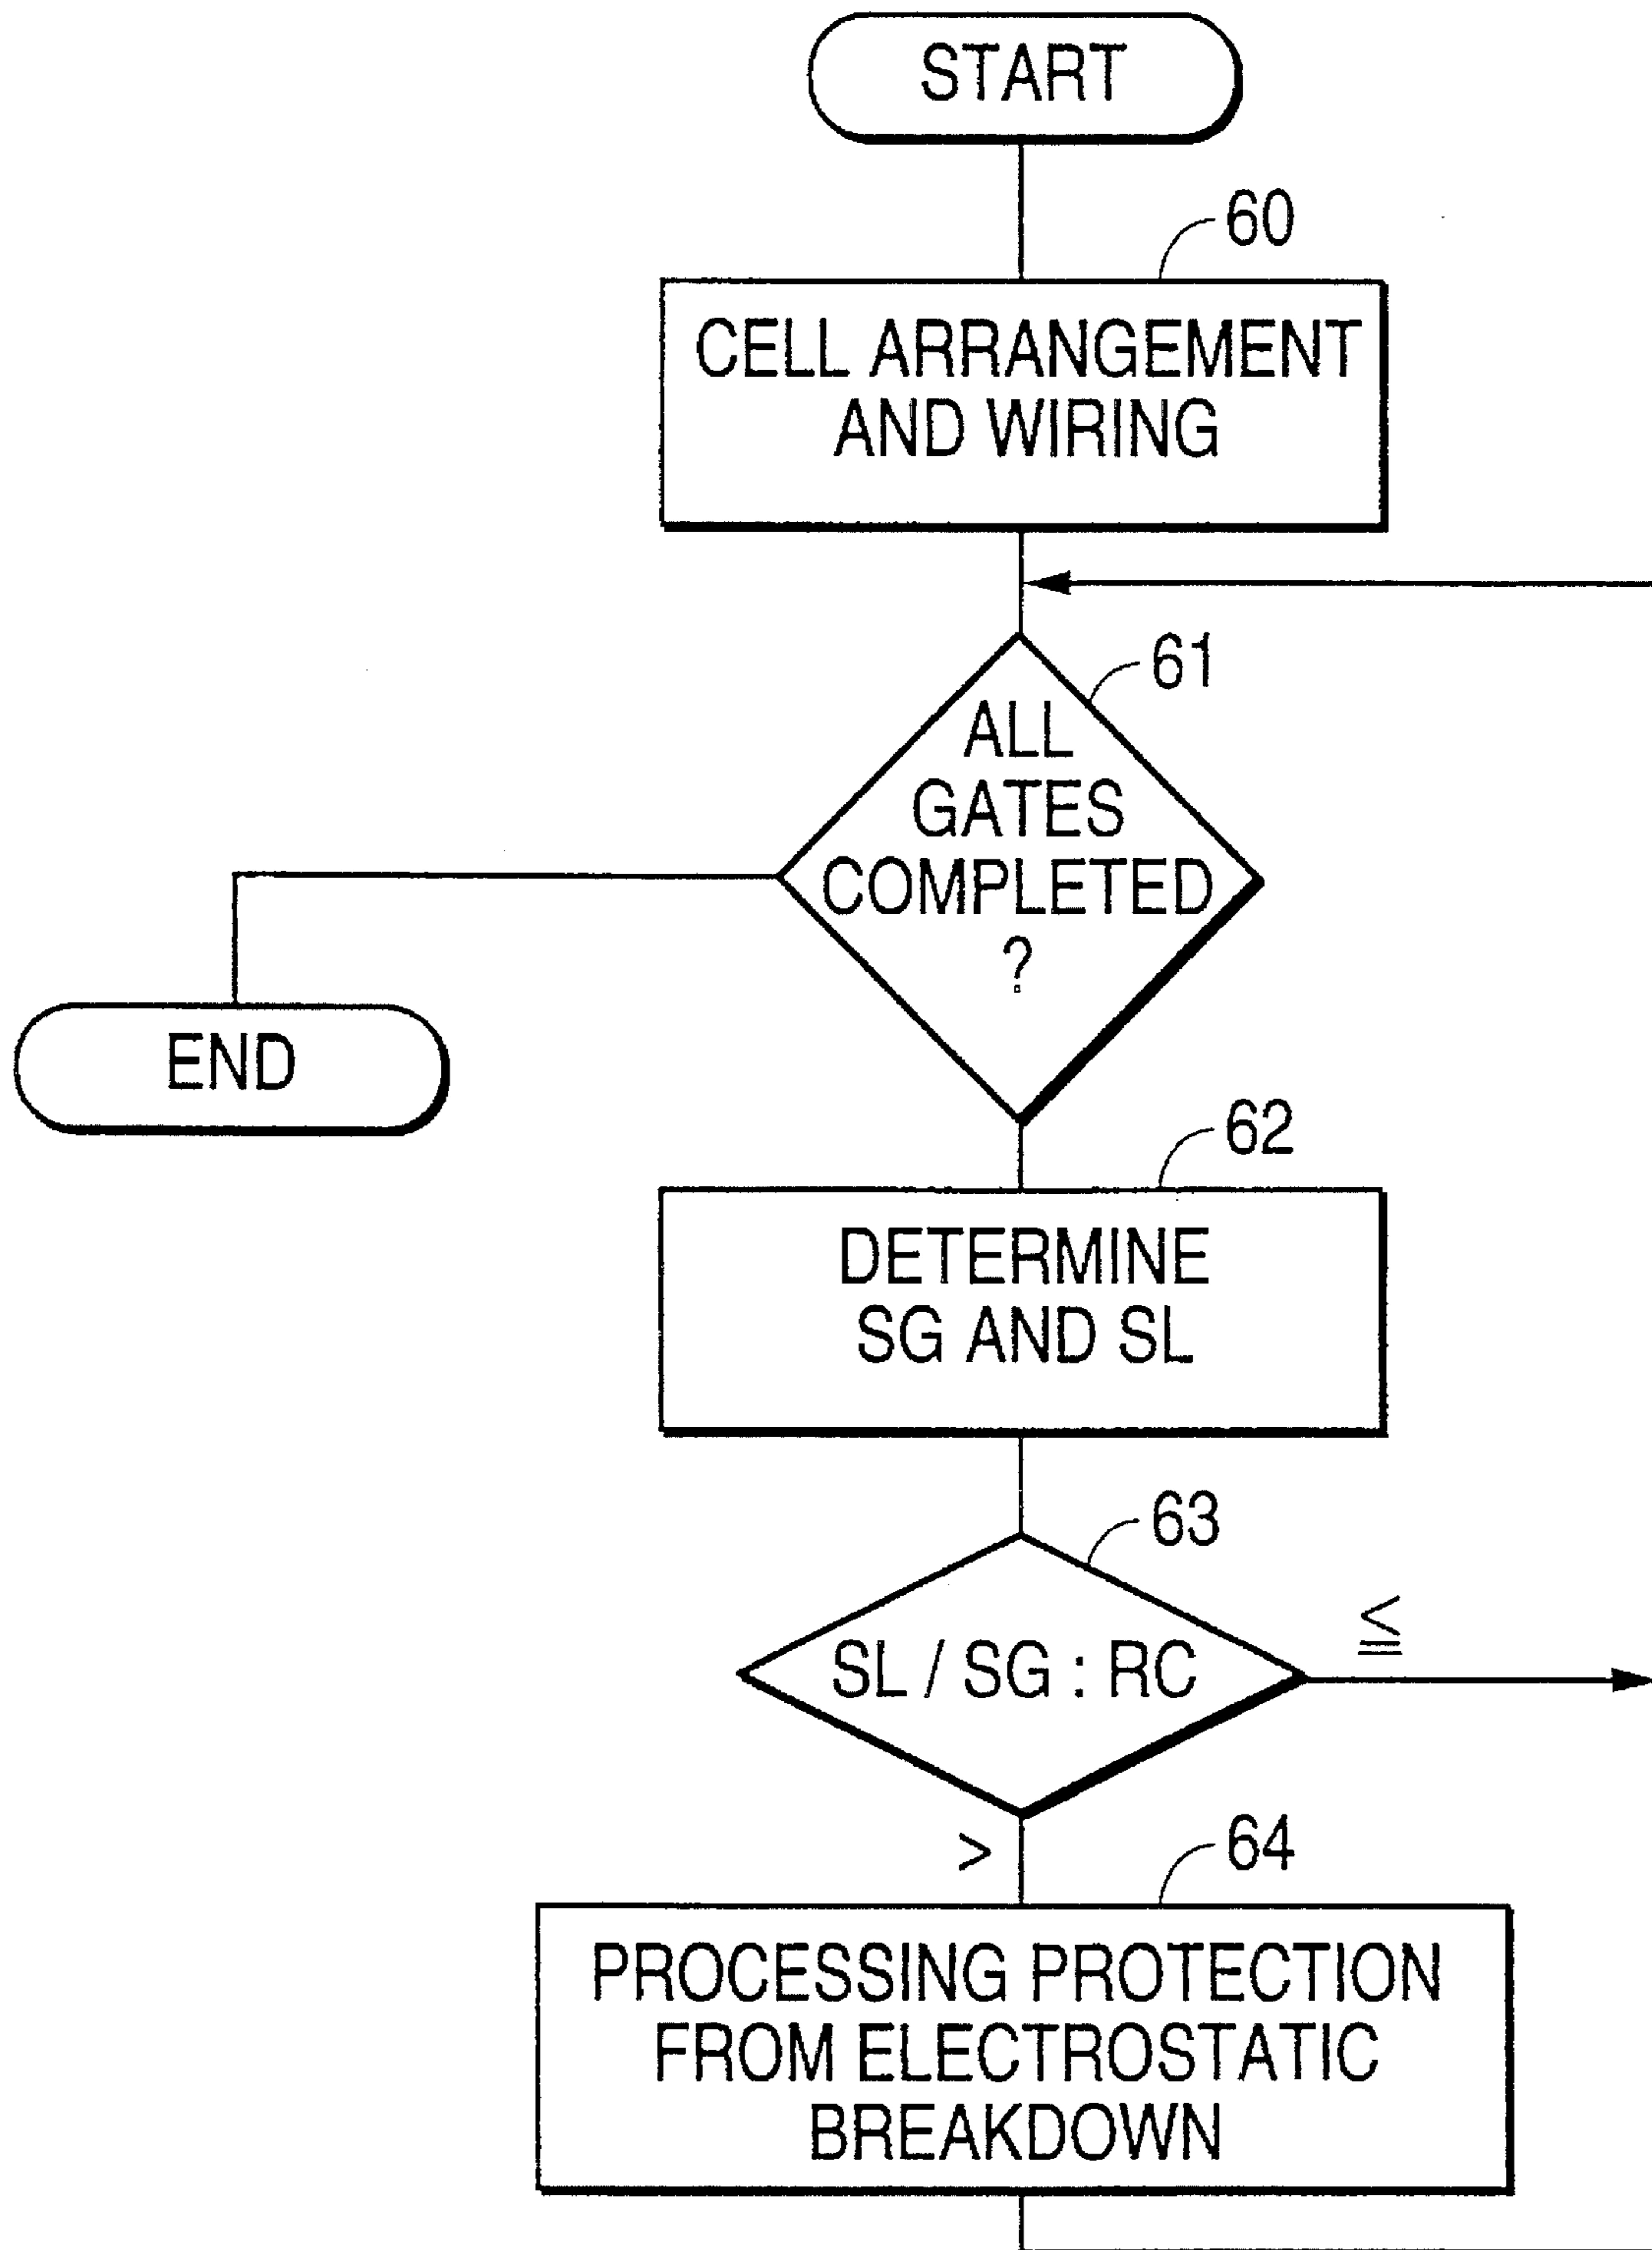 START
60
CELL ARRANGEMENT
AND WIRING
61
ALL
GATES
COMPLETED
?
END
62
DETERMINE
SG AND SL
63
SL / SG : RC
≦
>
64
PROCESSING PROTECTION
FROM ELECTROSTATIC
BREAKDOWN